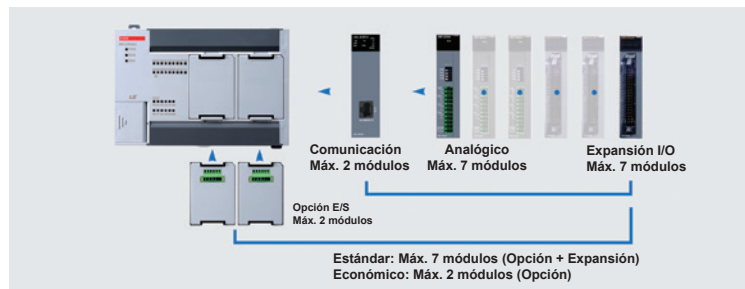 Comunicación
Máx. 2 módulos
Analógico
Máx. 7 módulos
Expansión I/O
Máx. 7 módulos
Opción E/S
Máx. 2 módulos
Estándar: Máx. 7 módulos (Opción + Expansión)
Económico: Máx. 2 módulos (Opción)